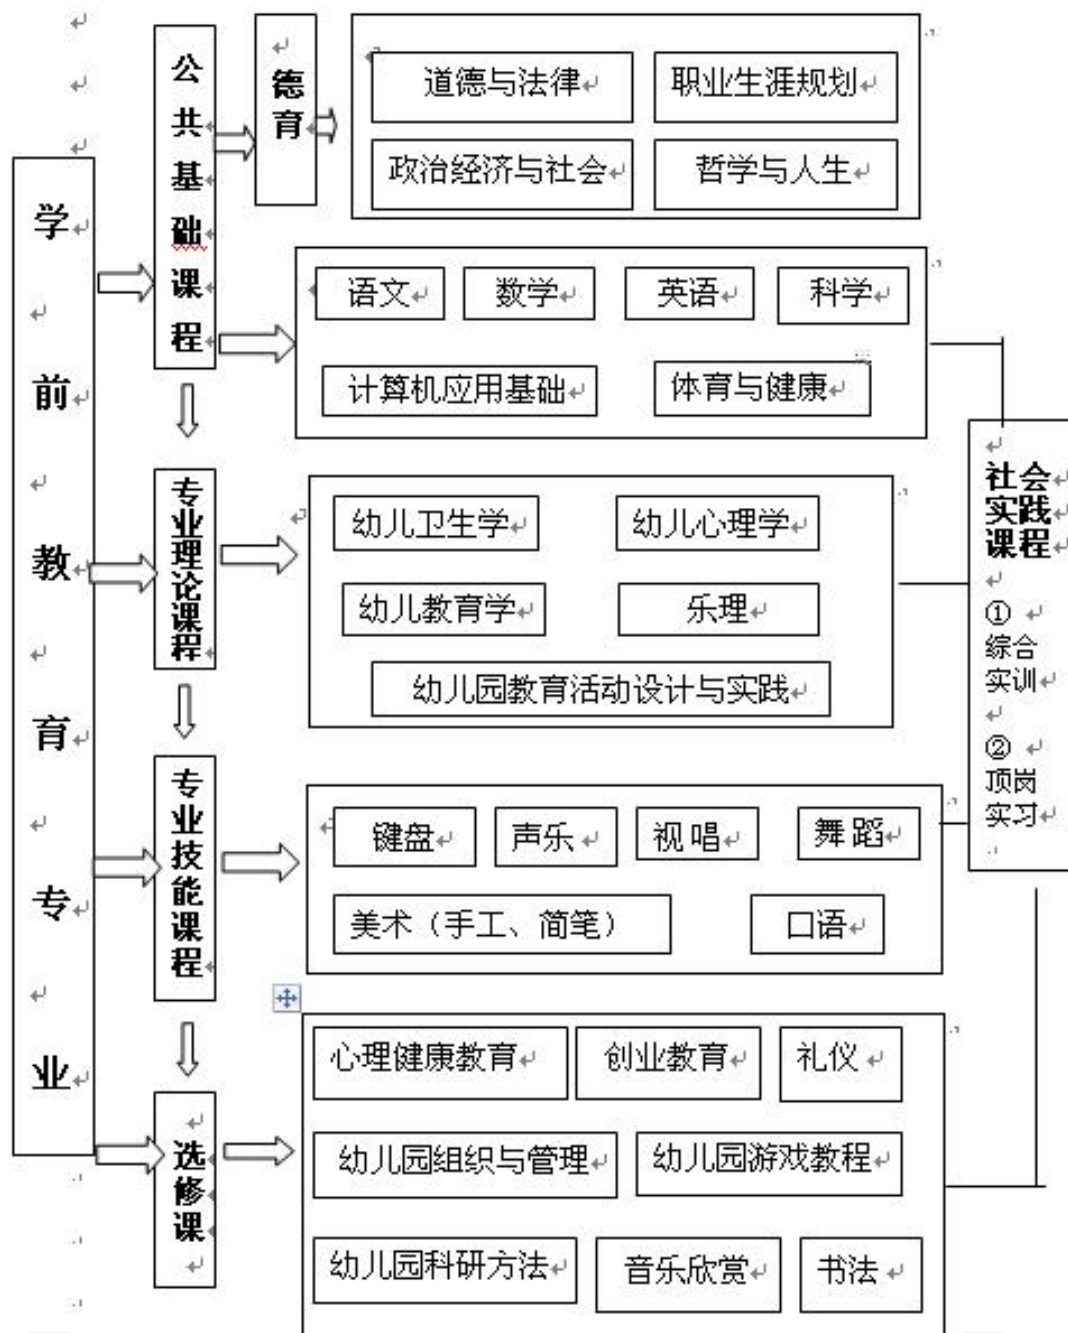 学前教育专业
公共基础课程
德育
道德与法律
职业生涯规划
政治经济与社会
哲学与人生
语文
数学
英语
科学
计算机应用基础
体育与健康
专业理论课程
幼儿卫生学
幼儿心理学
幼儿教育学
乐理
幼儿园教育活动设计与实践
专业技能课程
键盘
声乐
视唱
舞蹈
美术（手工、简笔）
口语
选修课
心理健康教育
创业教育
礼仪
幼儿园组织与管理
幼儿园游戏教程
幼儿园科研方法
音乐欣赏
书法
社会
实践
课程
①
综合
实训
②
顶岗
实习